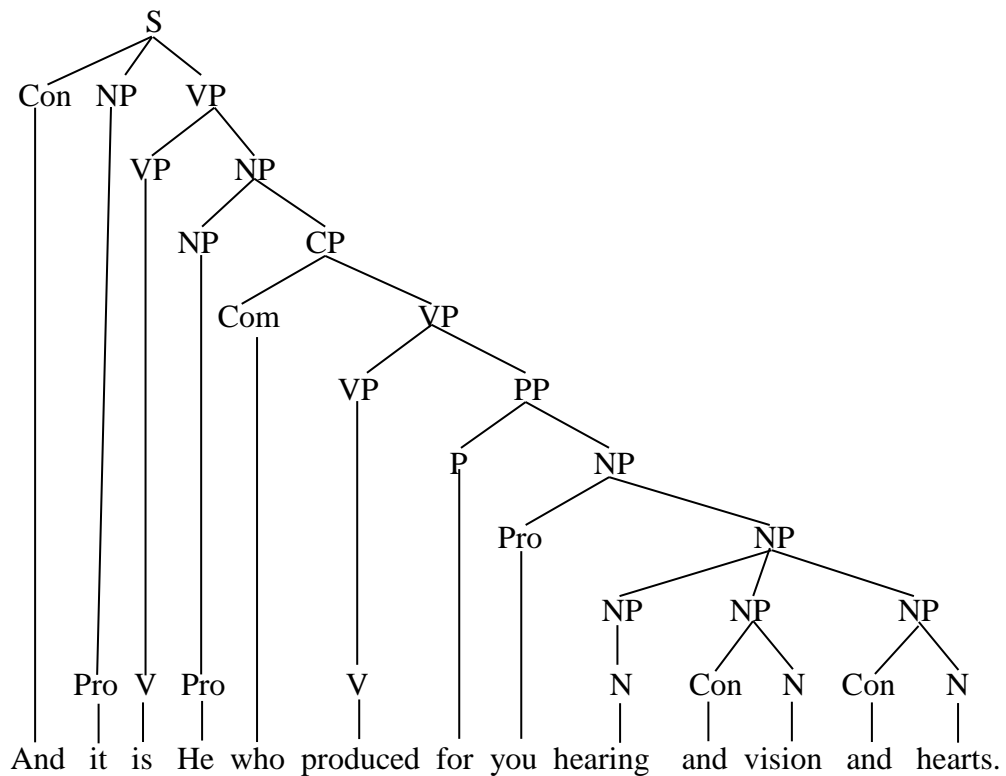 S
Con NP VP
VP NP
NP CP
Com VP
VP PP
P NP
Pro NP
NP NP NP
Pro V Pro V N Con N Con N
And it is He who produced for you hearing and vision and hearts.